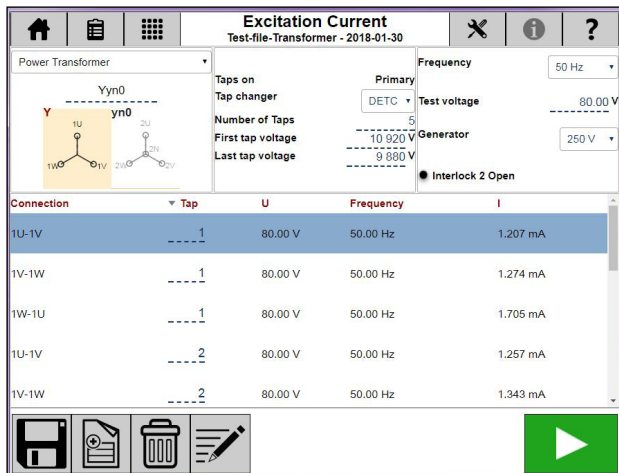 Excitation Current
Test-file-Transformer - 2018-01-30
i
?
Power Transformer
Yyn0
Y
yn0
1U
1W
1V
2U
2N
2W
2V
Taps on Primary
Tap changer DETC
Number of Taps 5
First tap voltage 10 920 V
Last tap voltage 9 880 V
Frequency 50 Hz
Test voltage 80.00 V
Generator 250 V
Interlock 2 Open
Connection Tap U Frequency I
1U-1V 1 80.00 V 50.00 Hz 1.207 mA
1V-1W 1 80.00 V 50.00 Hz 1.274 mA
1W-1U 1 80.00 V 50.00 Hz 1.705 mA
1U-1V 2 80.00 V 50.00 Hz 1.257 mA
1V-1W 2 80.00 V 50.00 Hz 1.343 mA